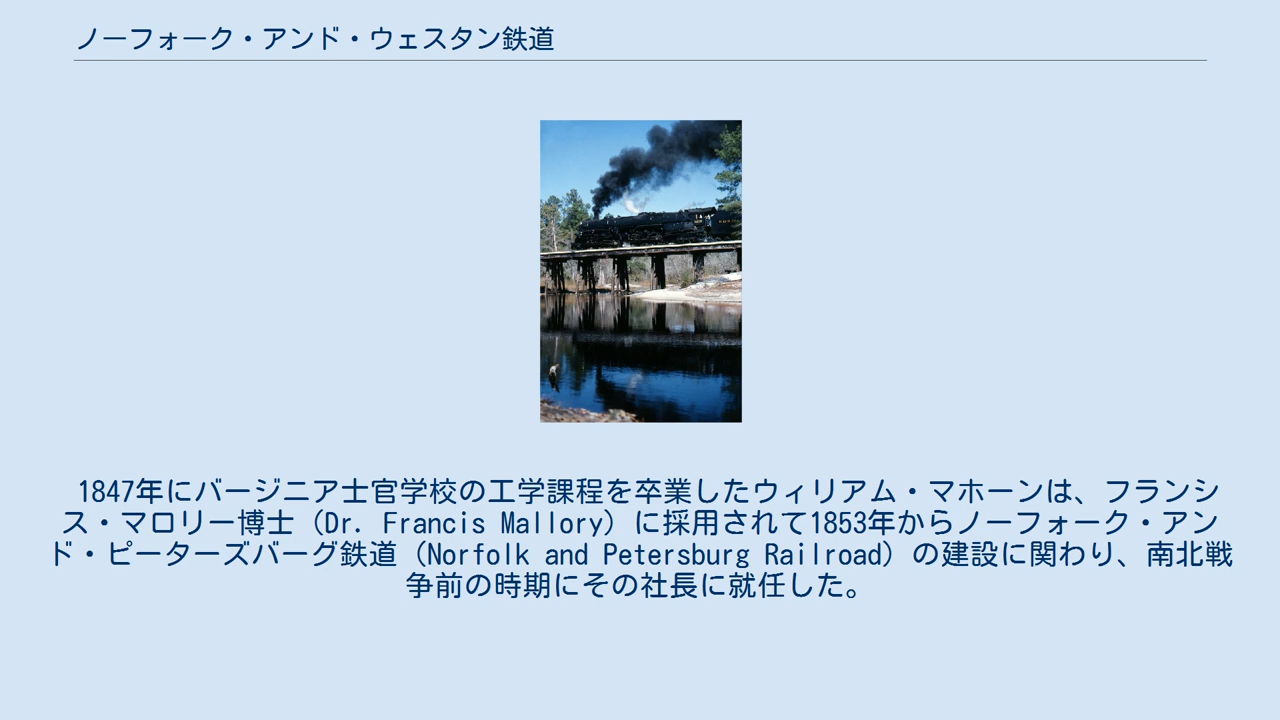 ノーフォーク・アンド・ウェスタン鉄道
1847年にバージニア士官学校の工学課程を卒業したウィリアム・マホーンは、フランシ
ス・マロリー博士（Dr. Francis Mallory）に採用されて1853年からノーフォーク・アン
ド・ピーターズバーグ鉄道（Norfolk and Petersburg Railroad）の建設に関わり、南北戦
争前の時期にその社長に就任した。